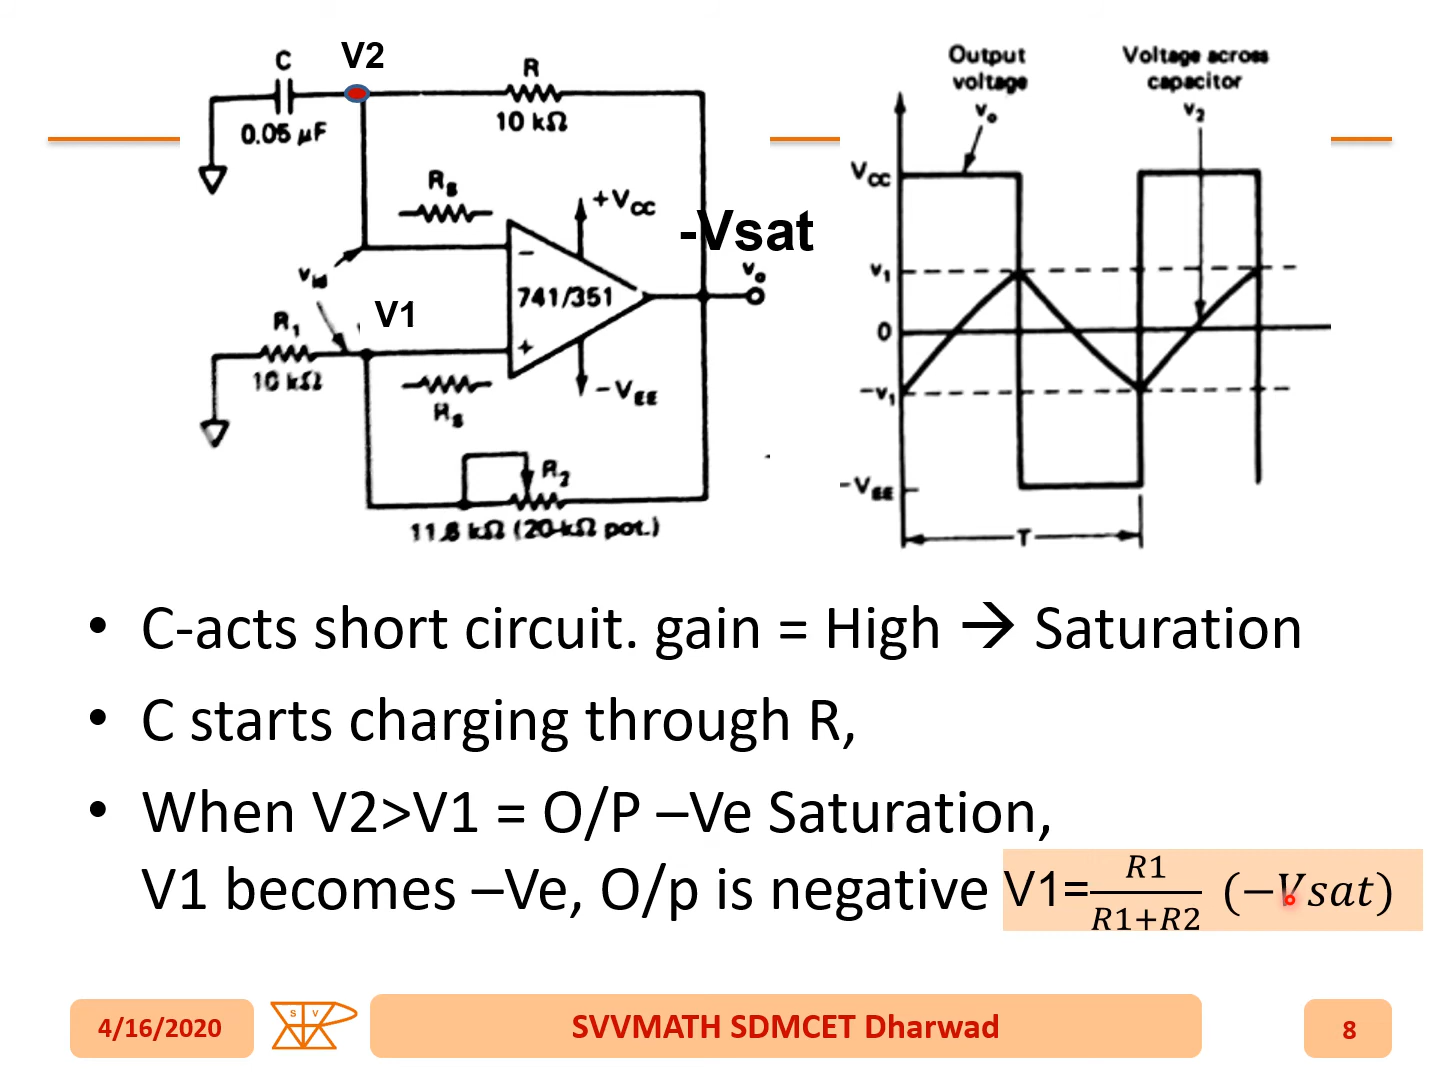 C
V2
R
0.05 µF
10 kΩ
Rs
+Vcc
-Vsat
vo
vid
V1
741/351
−
+
R1
10 kΩ
Rs
−VEE
R2
11.8 kΩ (20-kΩ pot.)
Output
voltage
vo
Voltage across
capacitor
v2
Vcc
v1
0
−v1
−VEE
T
• C-acts short circuit. gain = High → Saturation
• C starts charging through R,
• When V2>V1 = O/P –Ve Saturation,
V1 becomes –Ve, O/p is negative V1=R1/(R1+R2) (−Vsat)
4/16/2020
S V
SVVMATH SDMCET Dharwad
8